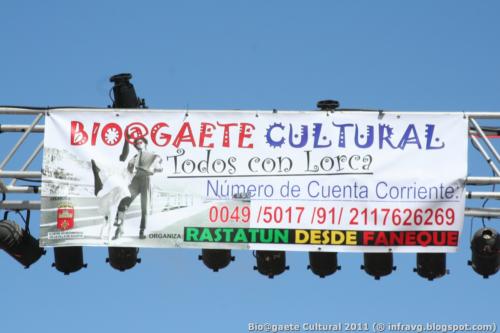 BIO@GAETE CULTURAL
Todos con Lorca
Número de Cuenta Corriente:
0049 /5017 /91/ 2117626269
ORGANIZA: RASTATUN DESDE FANEQUE
Bio@gaete Cultural 2011 (@ infravg.blogspot.com)